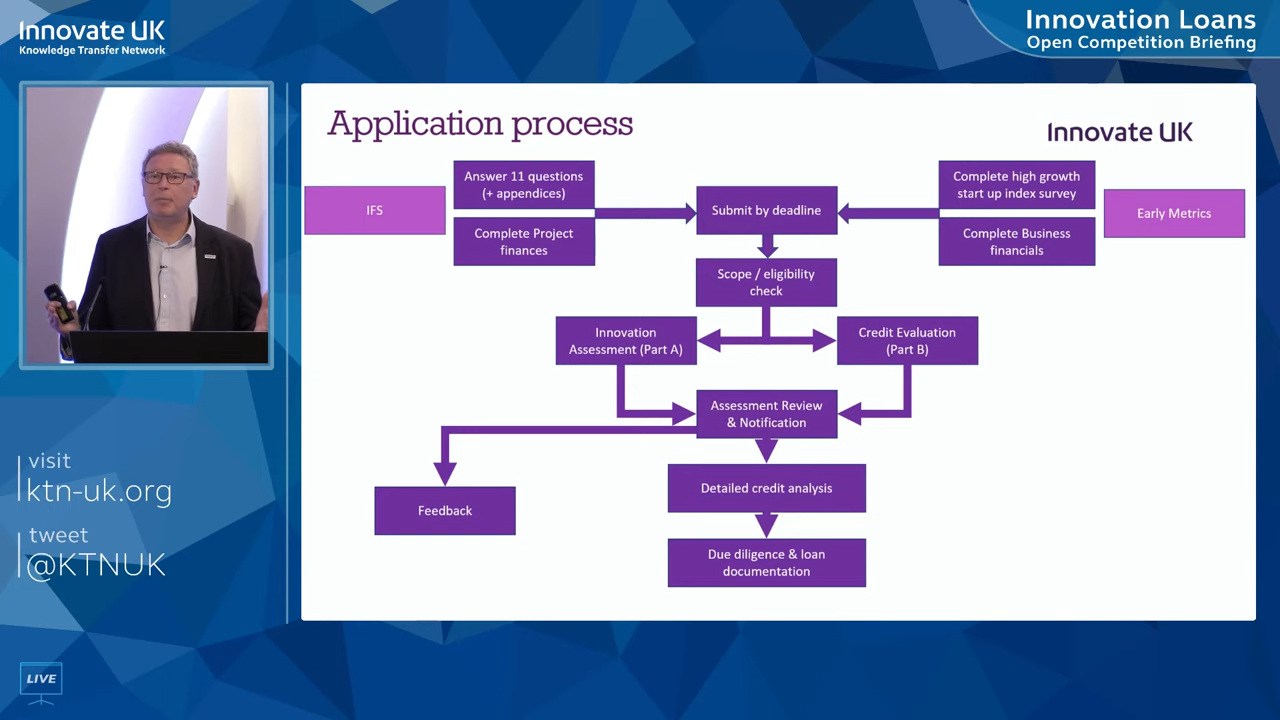 Innovate UK
Knowledge Transfer Network
Innovation Loans
Open Competition Briefing
Application process
Innovate UK
IFS
Answer 11 questions
(+ appendices)
Complete Project
finances
Submit by deadline
Complete high growth
start up index survey
Complete Business
financials
Early Metrics
Scope / eligibility
check
Innovation
Assessment (Part A)
Credit Evaluation
(Part B)
Assessment Review
& Notification
Feedback
Detailed credit analysis
Due diligence & loan
documentation
visit
ktn-uk.org
tweet
@KTNUK
LIVE